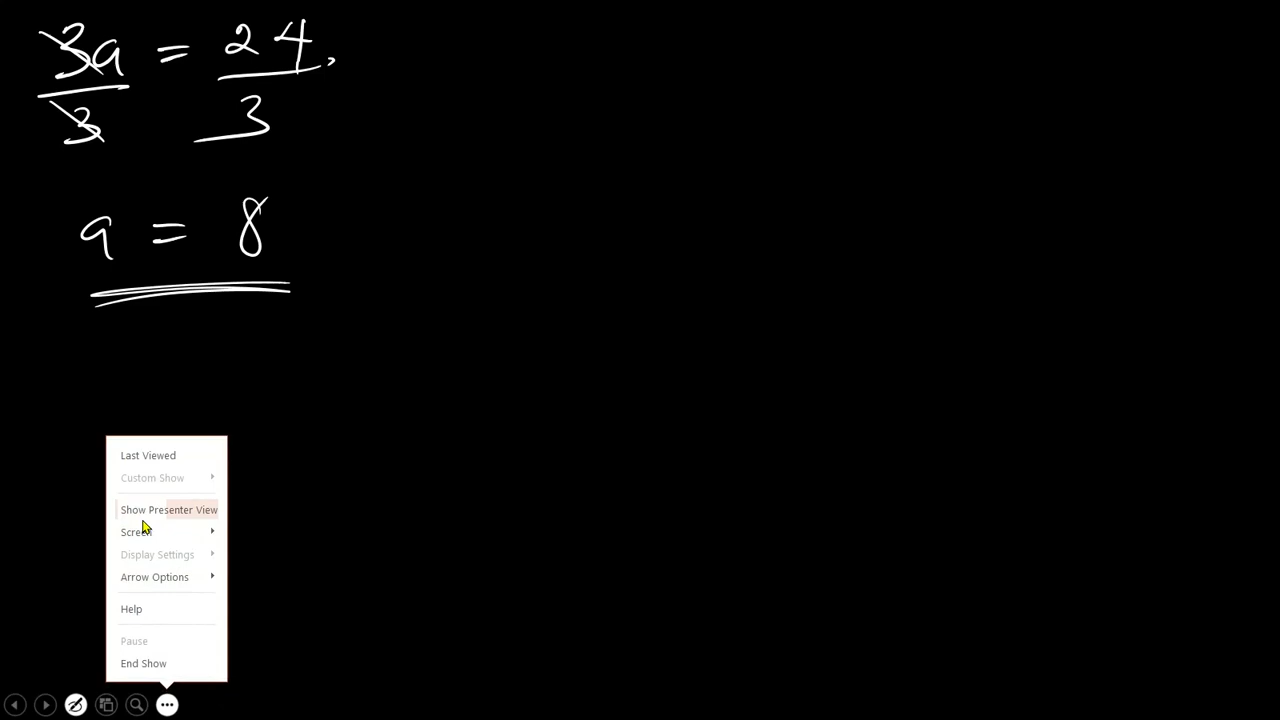 3a = 24,
3 3
a = 8
Last Viewed
Custom Show
Show Presenter View
Screen
Display Settings
Arrow Options
Help
Pause
End Show